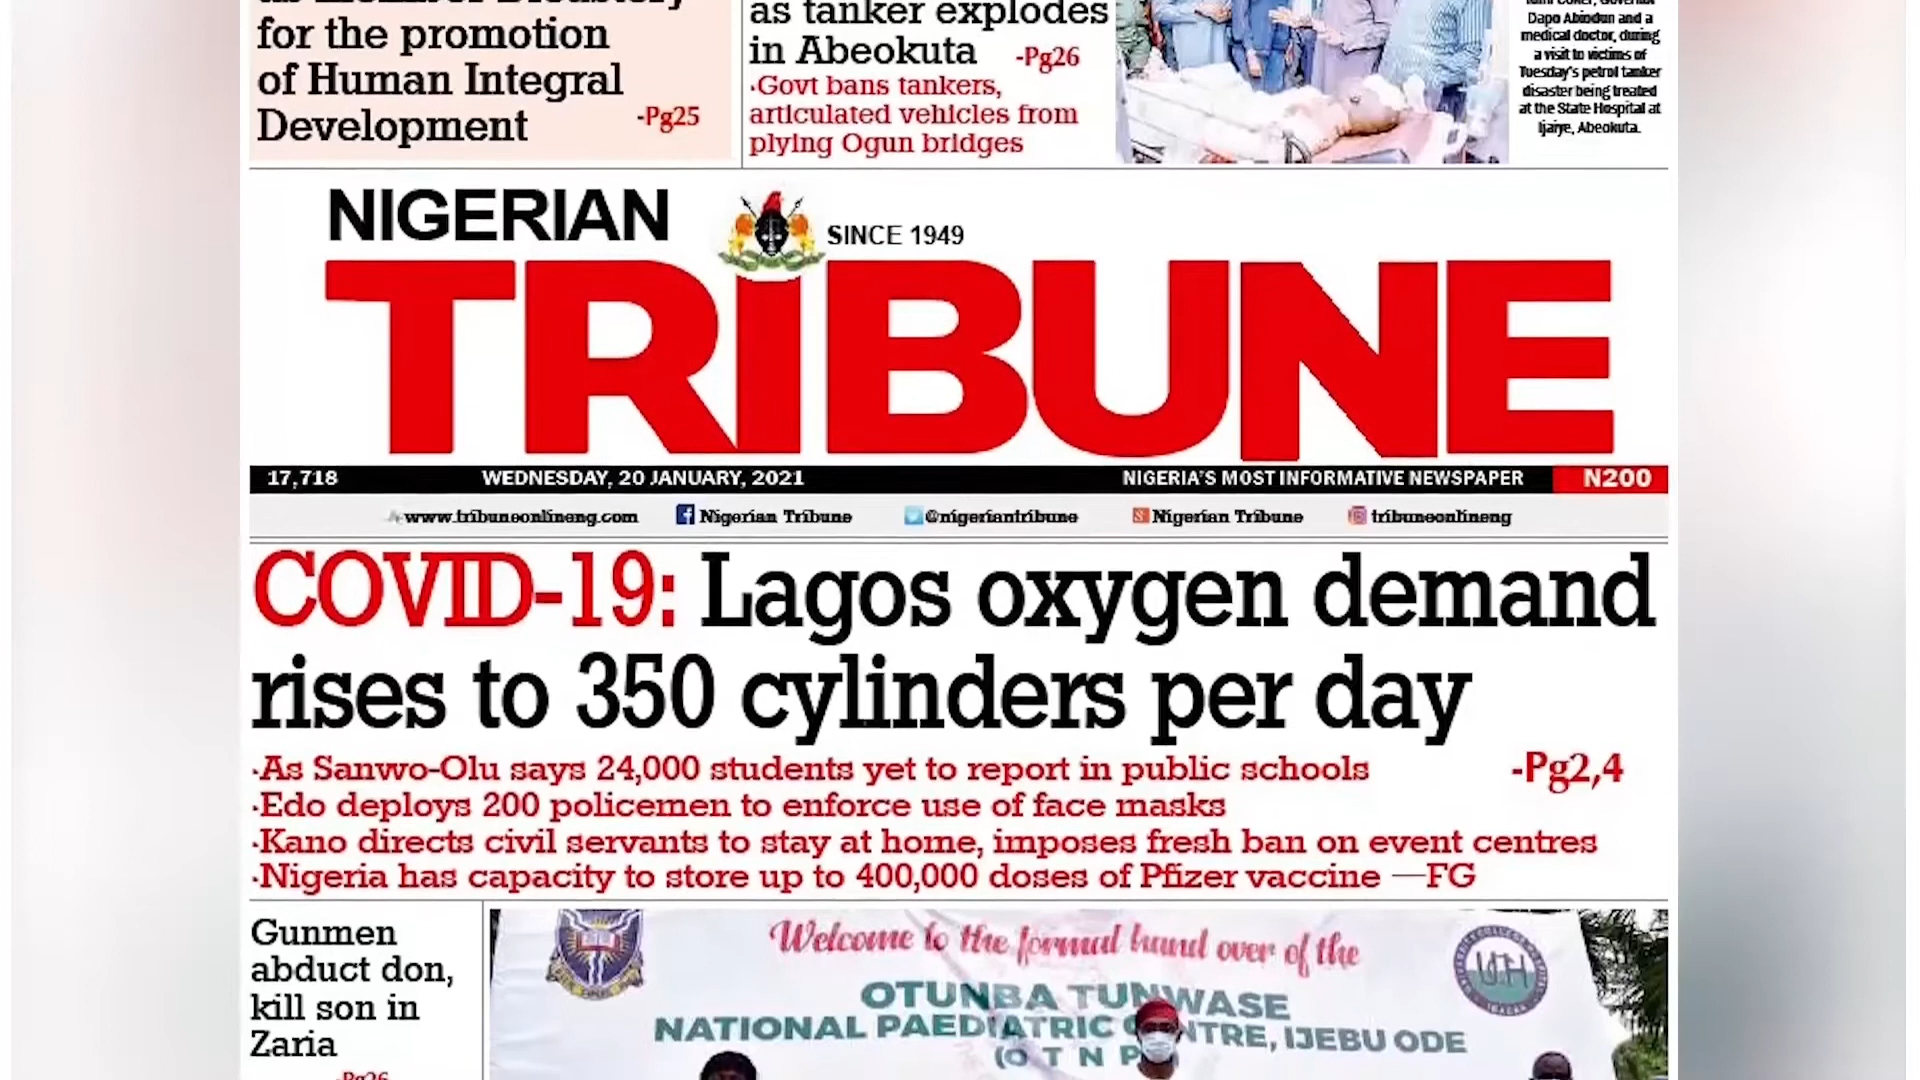 for the promotion
of Human Integral
Development
-Pg25
as tanker explodes
in Abeokuta -Pg26
·Govt bans tankers,
articulated vehicles from
plying Ogun bridges
Dapo Abiodun and a
medical doctor, during
a visit to victims of
Tuesday's petrol tanker
disaster being treated
at the State Hospital at
Ijaiye, Abeokuta.
NIGERIAN
SINCE 1949
TRIBUNE
17,718 WEDNESDAY, 20 JANUARY, 2021 NIGERIA'S MOST INFORMATIVE NEWSPAPER N200
www.tribuneonlineng.com Nigerian Tribune @nigeriantribune Nigerian Tribune tribuneonlineng
COVID-19: Lagos oxygen demand
rises to 350 cylinders per day
·As Sanwo-Olu says 24,000 students yet to report in public schools -Pg2,4
·Edo deploys 200 policemen to enforce use of face masks
·Kano directs civil servants to stay at home, imposes fresh ban on event centres
·Nigeria has capacity to store up to 400,000 doses of Pfizer vaccine —FG
Gunmen
abduct don,
kill son in
Zaria
-Pg26
Welcome to the formal hand over of the
OTUNBA TUNWASE
NATIONAL PAEDIATRIC CENTRE, IJEBU ODE
(O T N P
UCH